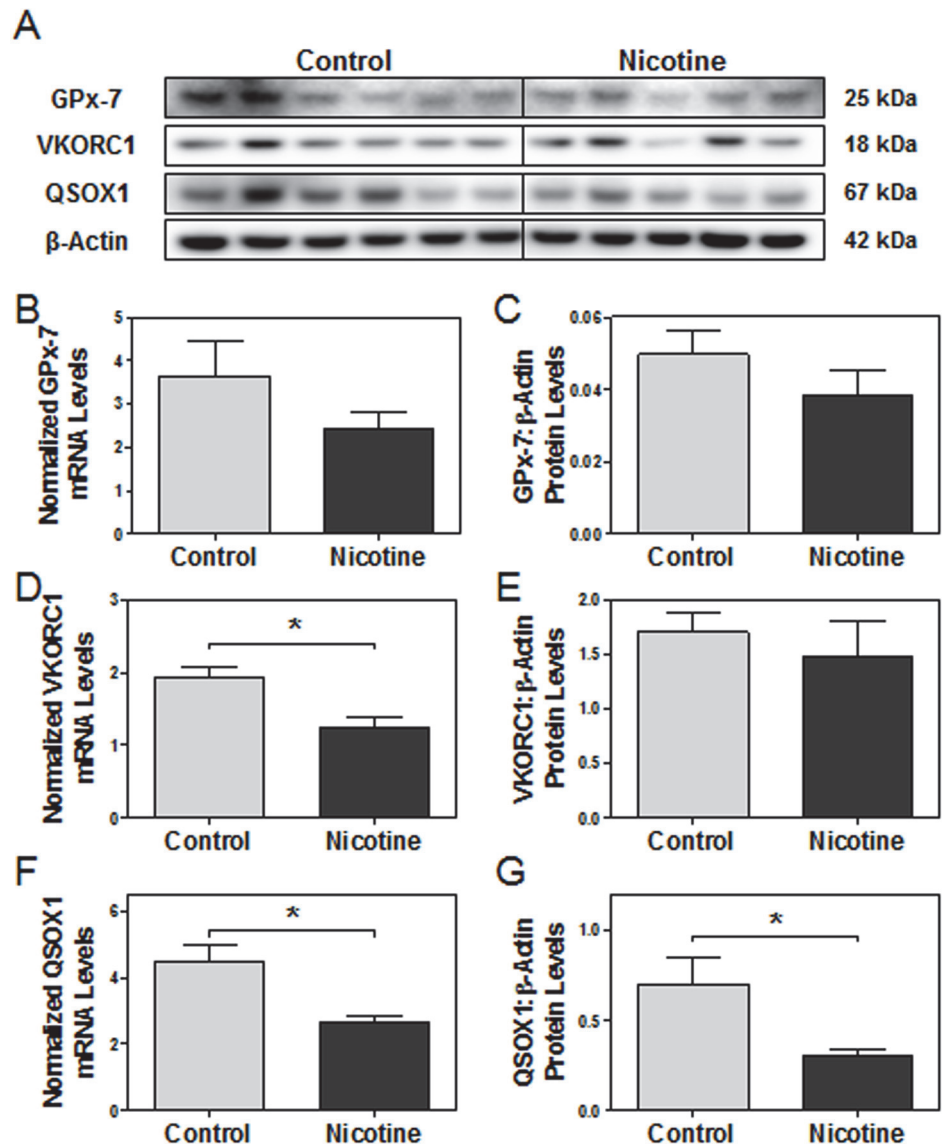 A
Control Nicotine
GPx-7 25 kDa
VKORC1 18 kDa
QSOX1 67 kDa
β-Actin 42 kDa
B
Normalized GPx-7
mRNA Levels
5
4
3
2
1
0
Control Nicotine
C
GPx-7: β-Actin
Protein Levels
0.06
0.04
0.02
0.00
Control Nicotine
D
Normalized VKORC1
mRNA Levels
3
2
1
0
*
Control Nicotine
E
VKORC1: β-Actin
Protein Levels
2.0
1.5
1.0
0.5
0.0
Control Nicotine
F
Normalized QSOX1
mRNA Levels
6
4
2
0
*
Control Nicotine
G
QSOX1: β-Actin
Protein Levels
1.0
0.5
0.0
*
Control Nicotine